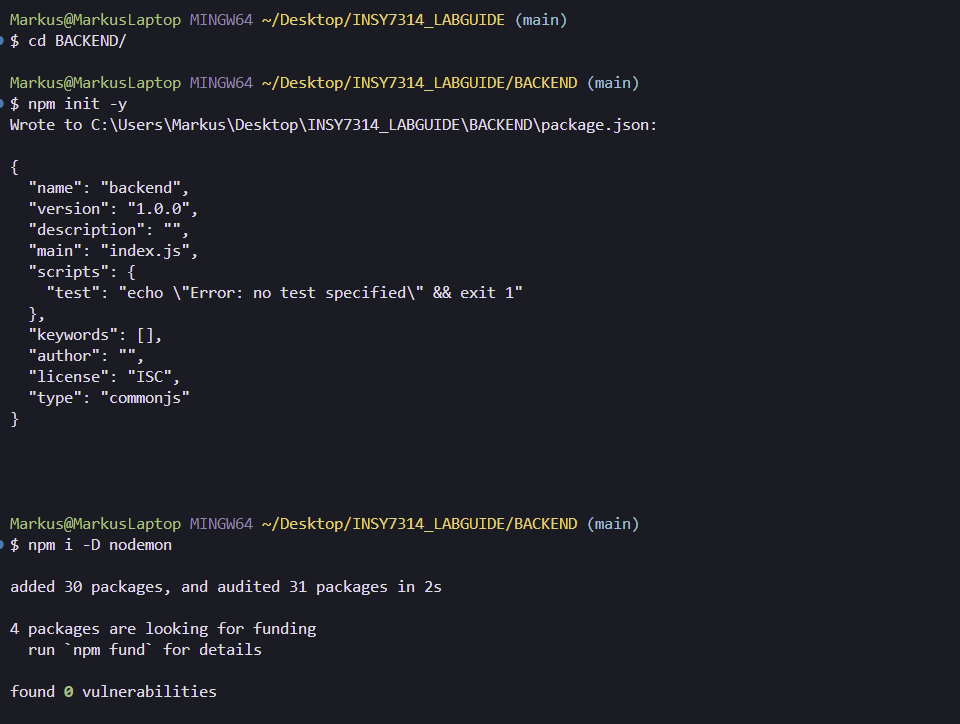 Markus@MarkusLaptop MINGW64 ~/Desktop/INSY7314_LABGUIDE (main)
$ cd BACKEND/
Markus@MarkusLaptop MINGW64 ~/Desktop/INSY7314_LABGUIDE/BACKEND (main)
$ npm init -y
Wrote to C:\Users\Markus\Desktop\INSY7314_LABGUIDE\BACKEND\package.json:
{
  "name": "backend",
  "version": "1.0.0",
  "description": "",
  "main": "index.js",
  "scripts": {
    "test": "echo \"Error: no test specified\" && exit 1"
  },
  "keywords": [],
  "author": "",
  "license": "ISC",
  "type": "commonjs"
}
Markus@MarkusLaptop MINGW64 ~/Desktop/INSY7314_LABGUIDE/BACKEND (main)
$ npm i -D nodemon
added 30 packages, and audited 31 packages in 2s
4 packages are looking for funding
  run `npm fund` for details
found 0 vulnerabilities